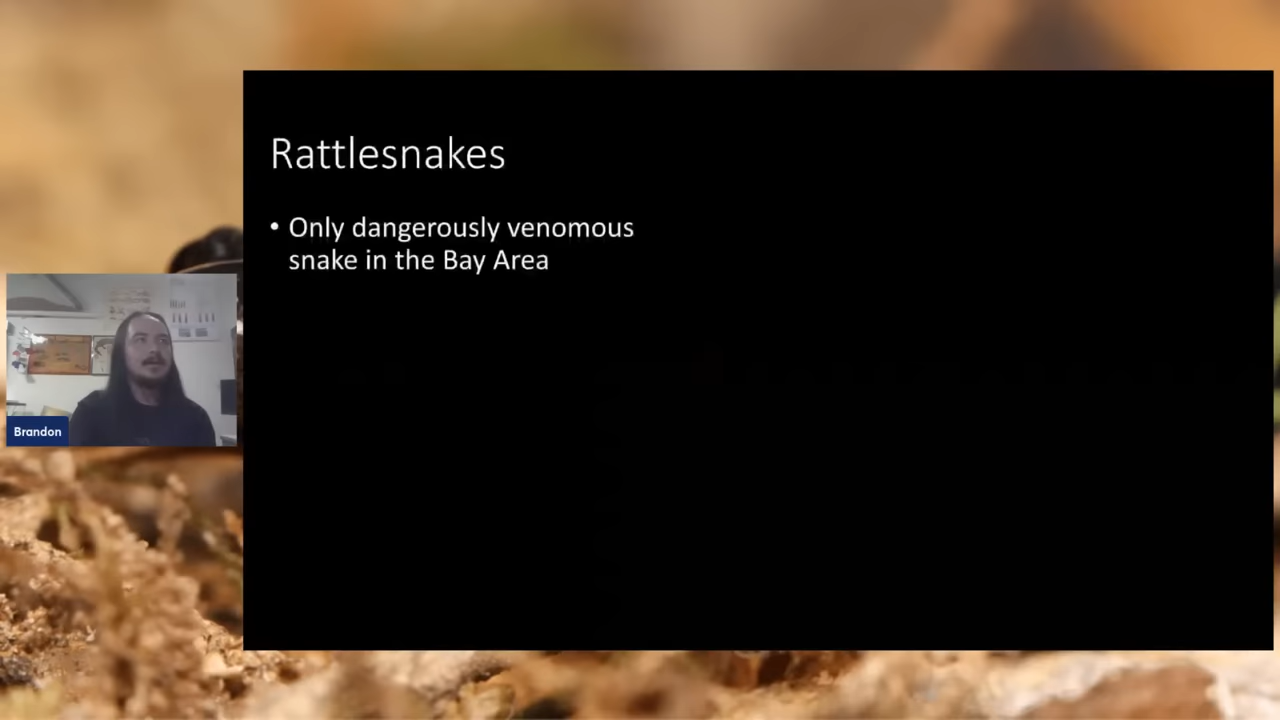 Rattlesnakes
• Only dangerously venomous
snake in the Bay Area
Brandon